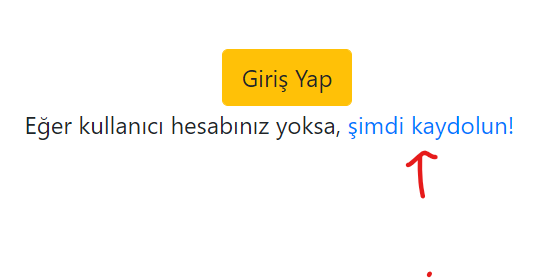 Giriş Yap
Eğer kullanıcı hesabınız yoksa, şimdi kaydolun!